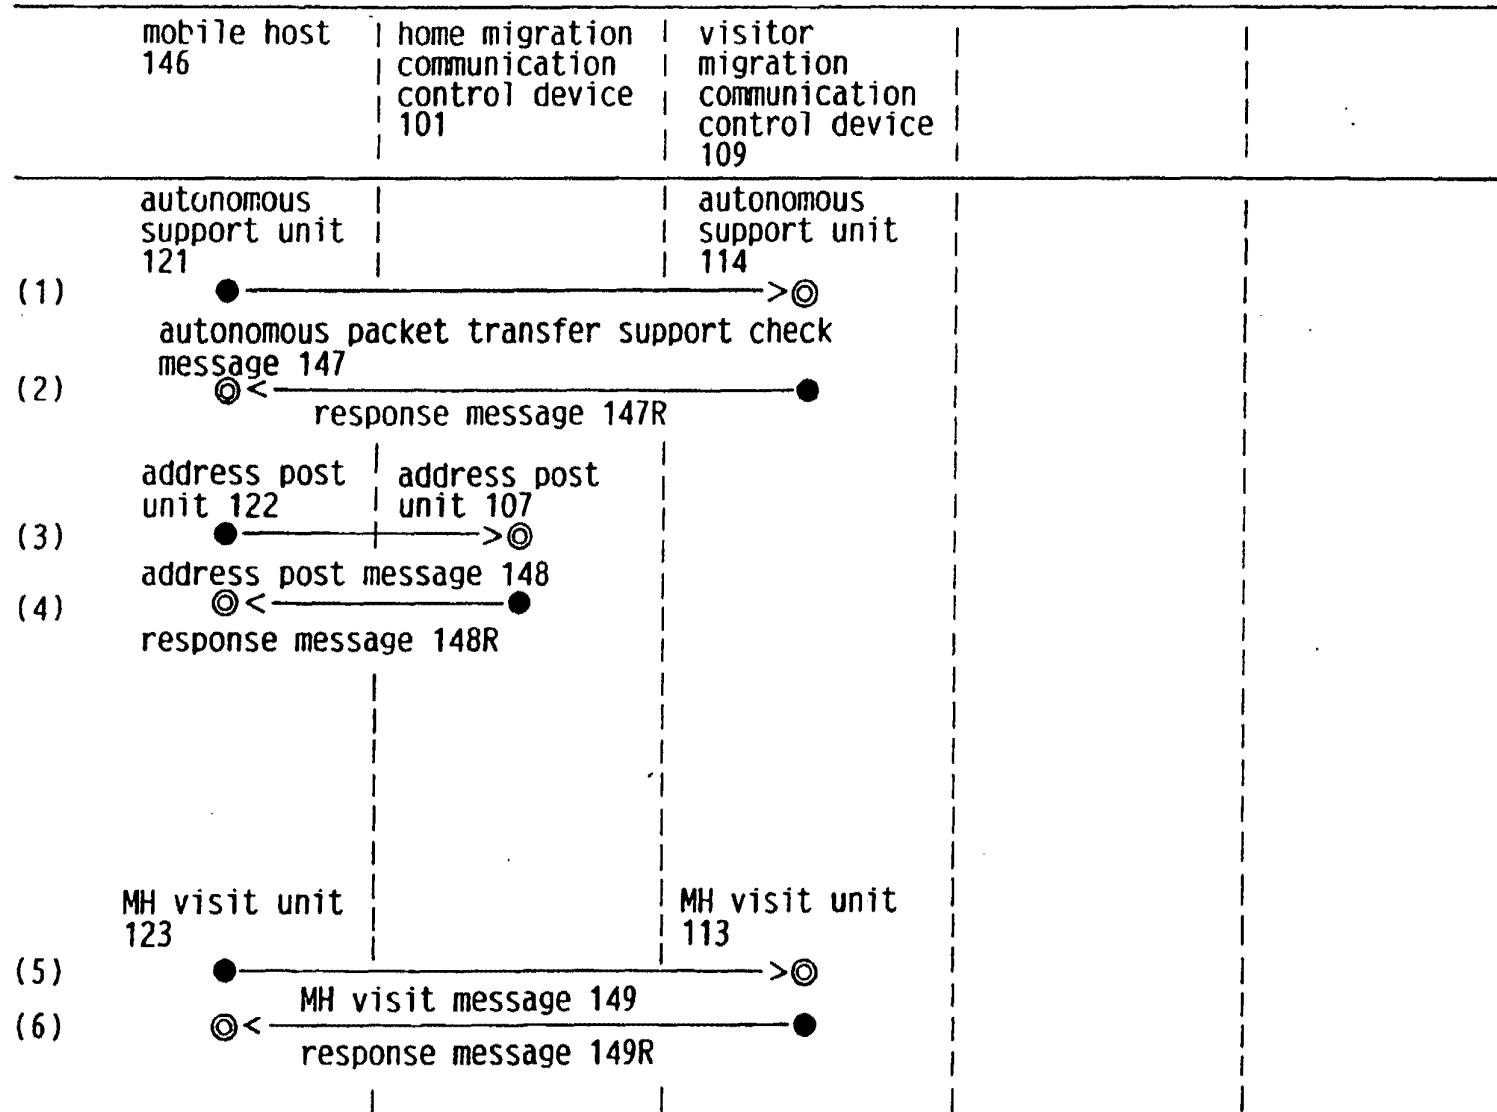 mobile host
146
home migration
communication
control device
101
visitor
migration
communication
control device
109
autonomous
support unit
121
autonomous
support unit
114
(1)
autonomous packet transfer support check
message 147
(2)
response message 147R
address post
unit 122
address post
unit 107
(3)
address post message 148
(4)
response message 148R
MH visit unit
123
MH visit unit
113
(5)
MH visit message 149
(6)
response message 149R